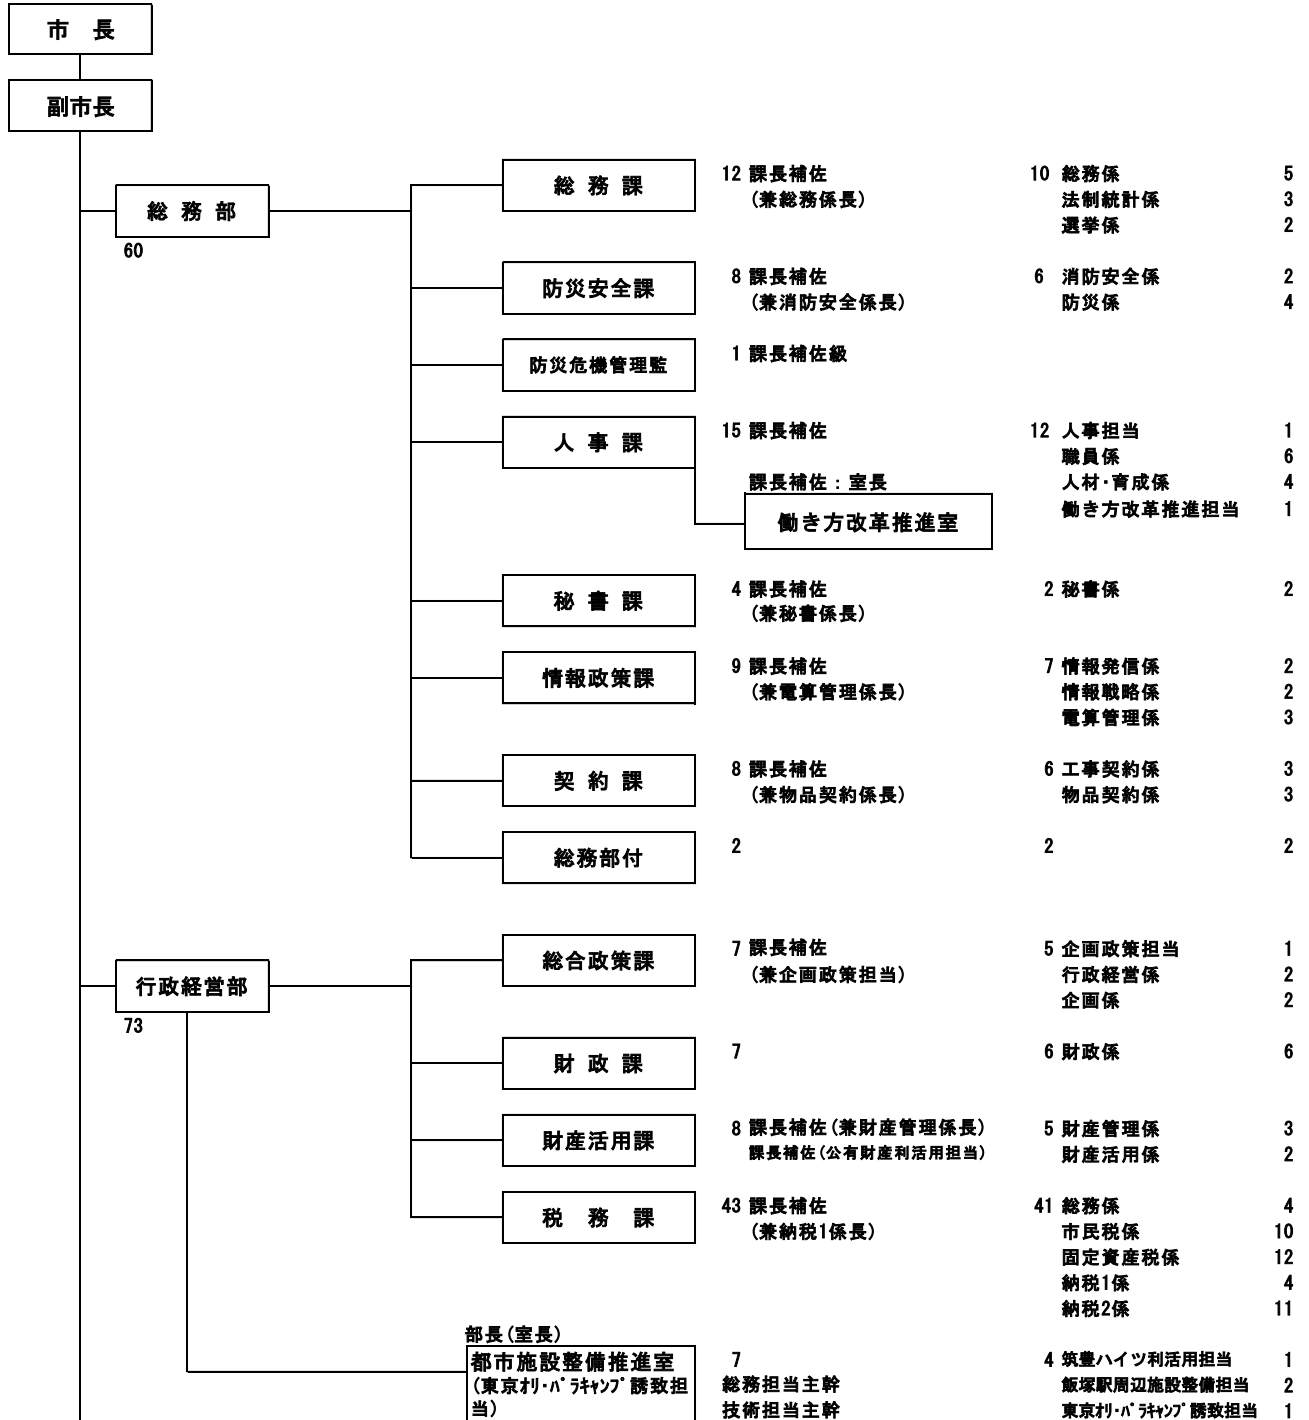 市 長
副市長
総 務 部
60
総 務 課
12 課長補佐
(兼総務係長)
10 総務係 5
法制統計係 3
選挙係 2
防災安全課
8 課長補佐
(兼消防安全係長)
6 消防安全係 2
防災係 4
防災危機管理監
1 課長補佐級
人 事 課
15 課長補佐
12 人事担当 1
職員係 6
課長補佐：室長
人材・育成係 4
働き方改革推進室
働き方改革推進担当 1
秘 書 課
4 課長補佐
(兼秘書係長)
2 秘書係 2
情報政策課
9 課長補佐
(兼電算管理係長)
7 情報発信係 2
情報戦略係 2
電算管理係 3
契 約 課
8 課長補佐
(兼物品契約係長)
6 工事契約係 3
物品契約係 3
総務部付
2 2 2
行政経営部
73
総合政策課
7 課長補佐
(兼企画政策担当)
5 企画政策担当 1
行政経営係 2
企画係 2
財 政 課
7
6 財政係 6
財産活用課
8 課長補佐(兼財産管理係長)
課長補佐(公有財産利活用担当)
5 財産管理係 3
財産活用係 2
税 務 課
43 課長補佐
(兼納税1係長)
41 総務係 4
市民税係 10
固定資産税係 12
納税1係 4
納税2係 11
部長(室長)
都市施設整備推進室
(東京ｵﾘ･ﾊﾟﾗｷｬﾝﾌﾟ誘致担
当)
7
総務担当主幹
技術担当主幹
4 筑豊ハイツ利活用担当 1
飯塚駅周辺施設整備担当 2
東京ｵﾘ･ﾊﾟﾗｷｬﾝﾌﾟ誘致担当 1